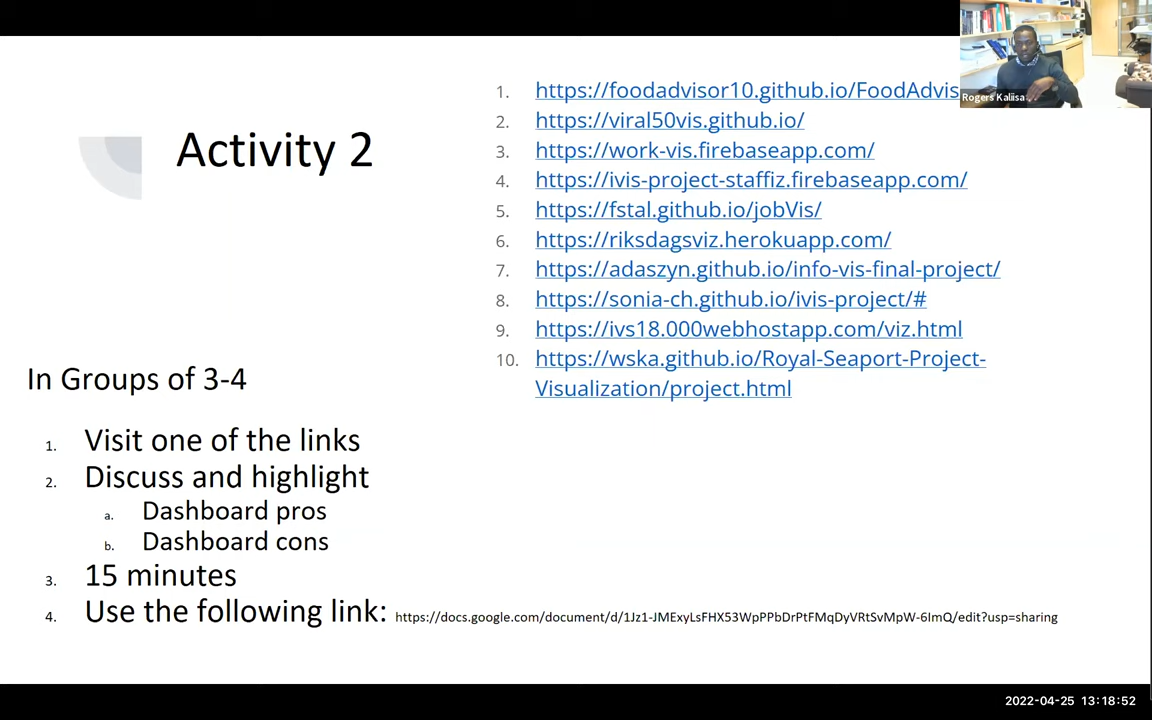 Activity 2
1. https://foodadvisor10.github.io/FoodAdvis
2. https://viral50vis.github.io/
3. https://work-vis.firebaseapp.com/
4. https://ivis-project-staffiz.firebaseapp.com/
5. https://fstal.github.io/jobVis/
6. https://riksdagsviz.herokuapp.com/
7. https://adaszyn.github.io/info-vis-final-project/
8. https://sonia-ch.github.io/ivis-project/#
9. https://ivs18.000webhostapp.com/viz.html
10. https://wska.github.io/Royal-Seaport-Project-
Visualization/project.html
Rogers Kaliisa
In Groups of 3-4
1. Visit one of the links
2. Discuss and highlight
a. Dashboard pros
b. Dashboard cons
3. 15 minutes
4. Use the following link: https://docs.google.com/document/d/1Jz1-JMExyLsFHX53WpPPbDrPtFMqDyVRtSvMpW-6ImQ/edit?usp=sharing
2022-04-25 13:18:52